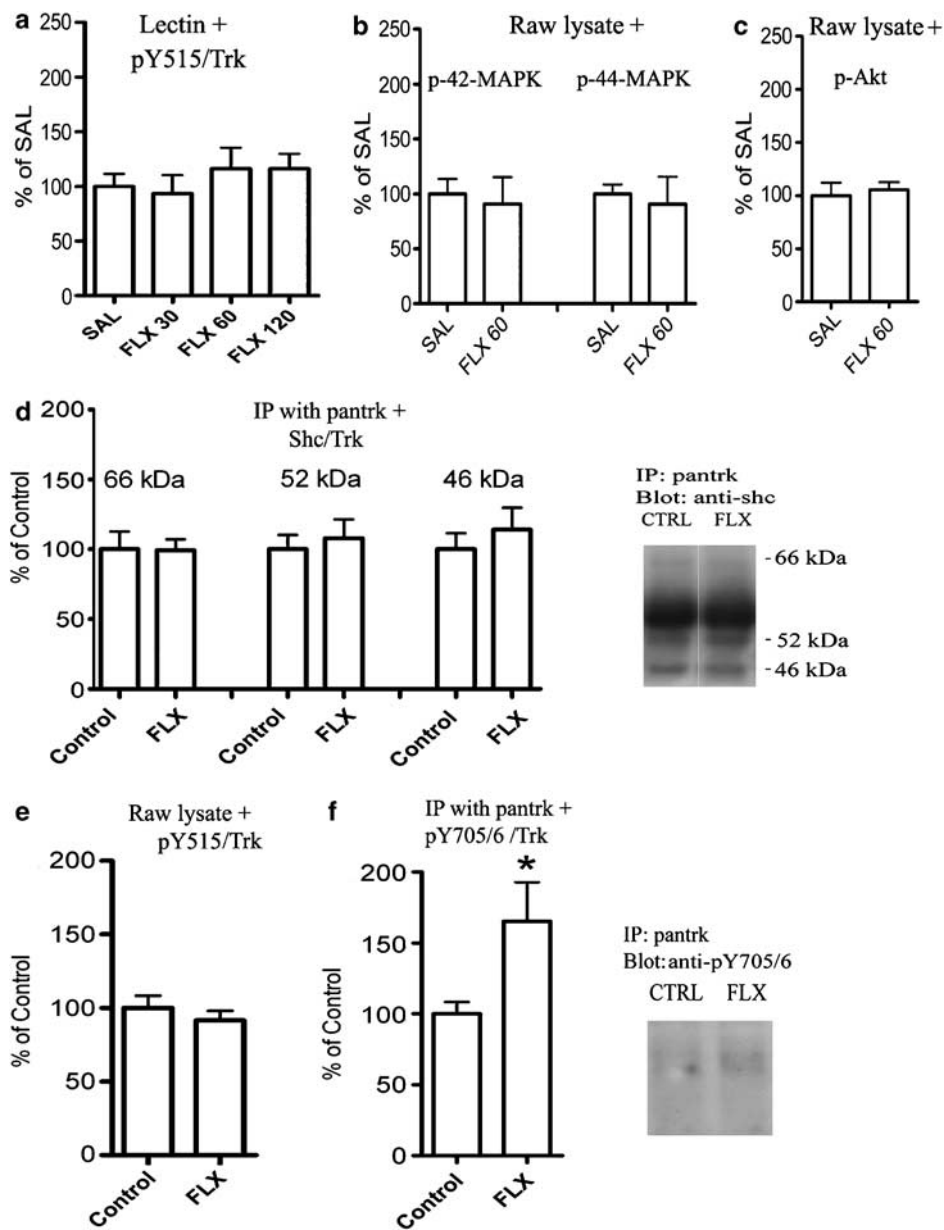 a
Lectin +
pY515/Trk
% of SAL
250
200
150
100
50
0
SAL
FLX 30
FLX 60
FLX 120
b
Raw lysate +
p-42-MAPK
p-44-MAPK
% of SAL
250
200
150
100
50
0
SAL
FLX 60
SAL
FLX 60
c
Raw lysate +
p-Akt
% of SAL
250
200
150
100
50
0
SAL
FLX 60
d
IP with pantrk +
Shc/Trk
66 kDa
52 kDa
46 kDa
% of Control
200
150
100
50
0
Control
FLX
Control
FLX
Control
FLX
IP: pantrk
Blot: anti-shc
CTRL FLX
- 66 kDa
- 52 kDa
- 46 kDa
e
Raw lysate +
pY515/Trk
% of Control
200
150
100
50
0
Control
FLX
f
IP with pantrk +
pY705/6 /Trk
*
% of Control
200
150
100
50
0
Control
FLX
IP: pantrk
Blot:anti-pY705/6
CTRL FLX